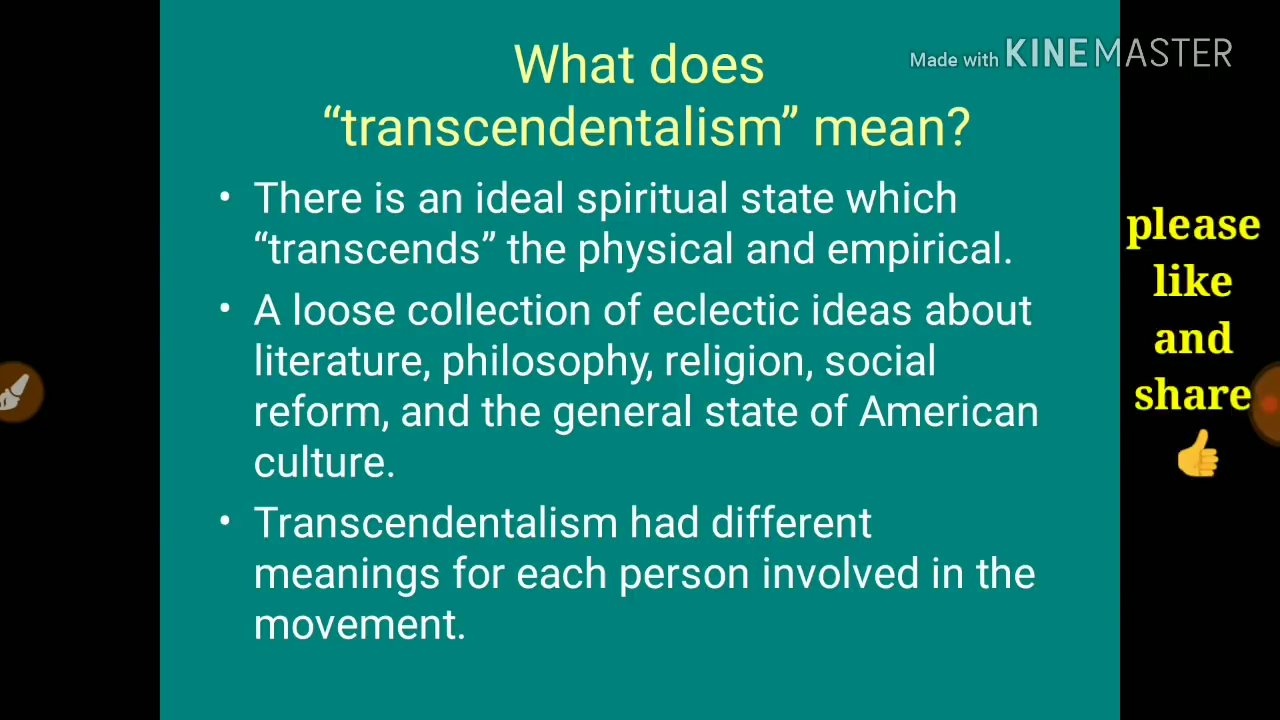 What does
“transcendentalism” mean?
• There is an ideal spiritual state which
“transcends” the physical and empirical.
• A loose collection of eclectic ideas about
literature, philosophy, religion, social
reform, and the general state of American
culture.
• Transcendentalism had different
meanings for each person involved in the
movement.
Made with KINEMASTER
please
like
and
share
👍